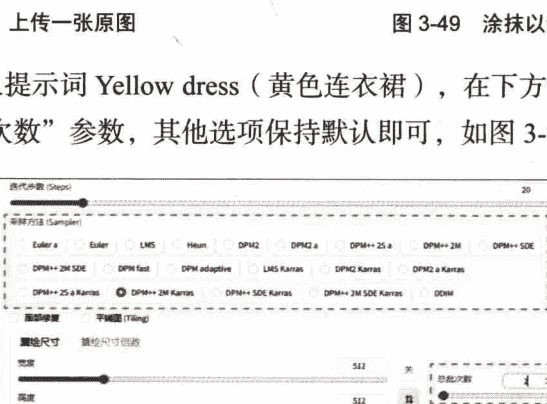 上传一张原图
图 3-49 涂抹以
提示词 Yellow dress（黄色连衣裙），在下方
次数”参数，其他选项保持默认即可，如图 3-
迭代步数 (Steps)
20
采样方法 (Sampler)
Euler a Euler LMS Heun DPM2 DPM2 a DPM++ 2S a DPM++ 2M DPM++ SDE
DPM++ 2M SDE DPM fast DPM adaptive LMS Karras DPM2 Karras DPM2 a Karras
DPM++ 2S a Karras DPM++ 2M Karras DPM++ SDE Karras DPM++ 2M SDE Karras DDIM
面部修复 平铺图 (Tiling)
重绘尺寸 重绘尺寸倍数
宽度
512
总批次数
高度
512